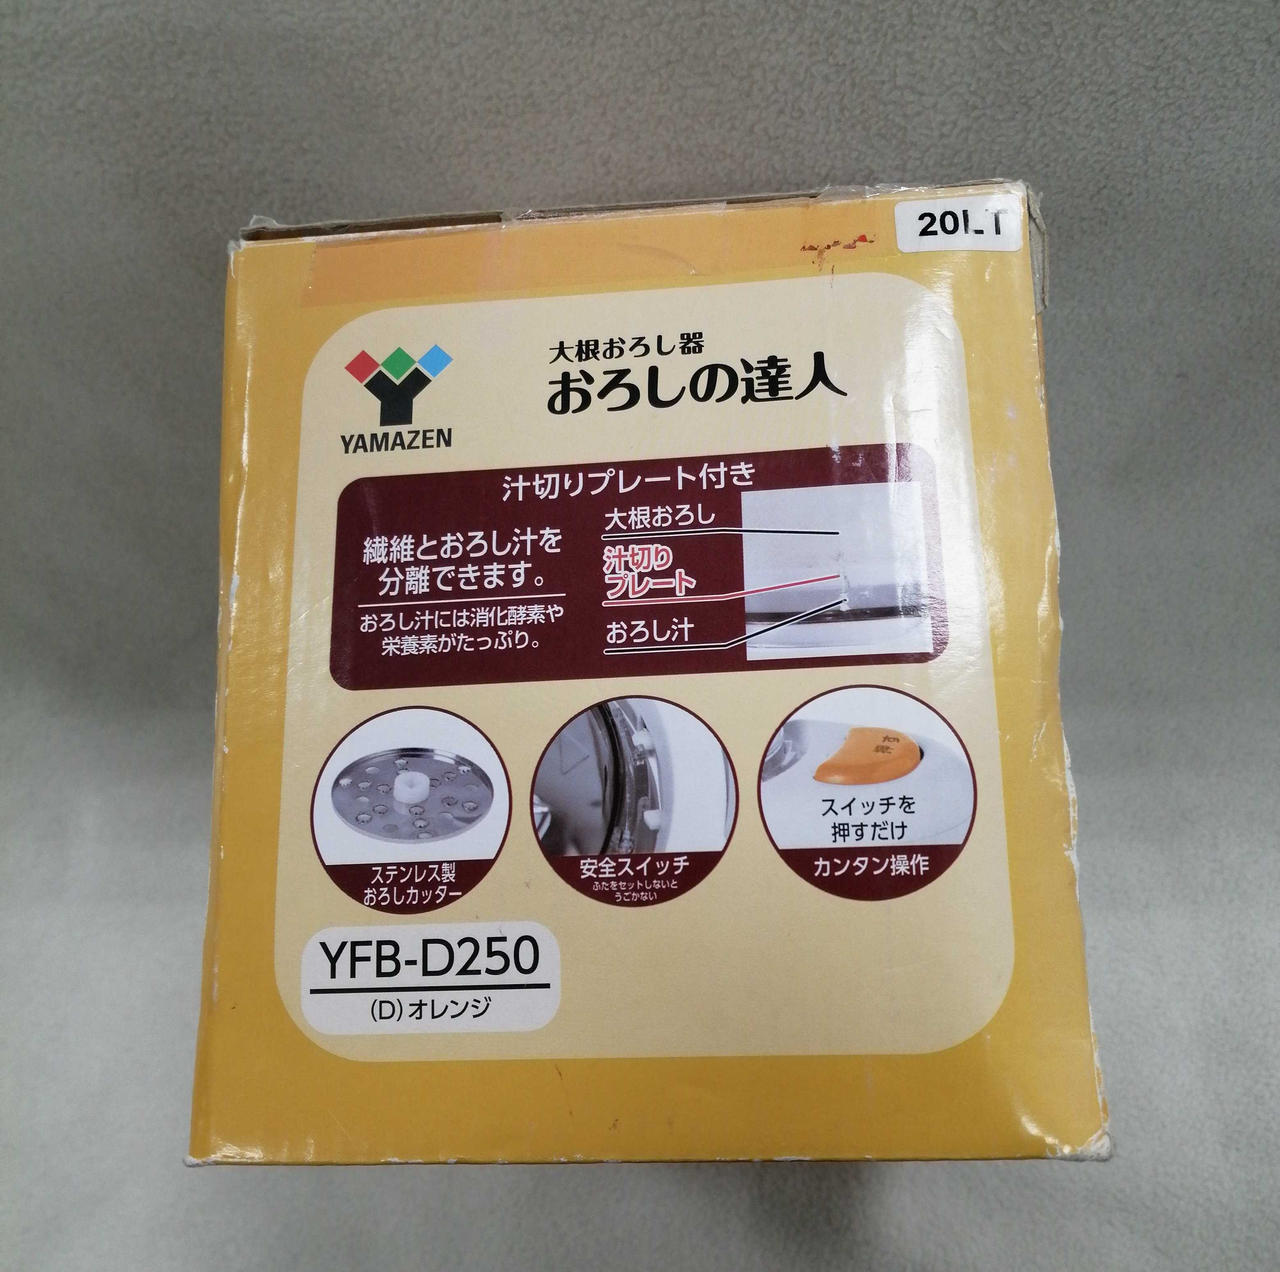 20LT
YAMAZEN
大根おろし器
おろしの達人
汁切りプレート付き
繊維とおろし汁を
分離できます。
おろし汁には消化酵素や
栄養素がたっぷり。
大根おろし
汁切り
プレート
おろし汁
ステンレス製
おろしカッター
安全スイッチ
ふたをセットしないと
うごかない
スイッチを
押すだけ
カンタン操作
YFB-D250
(D)オレンジ